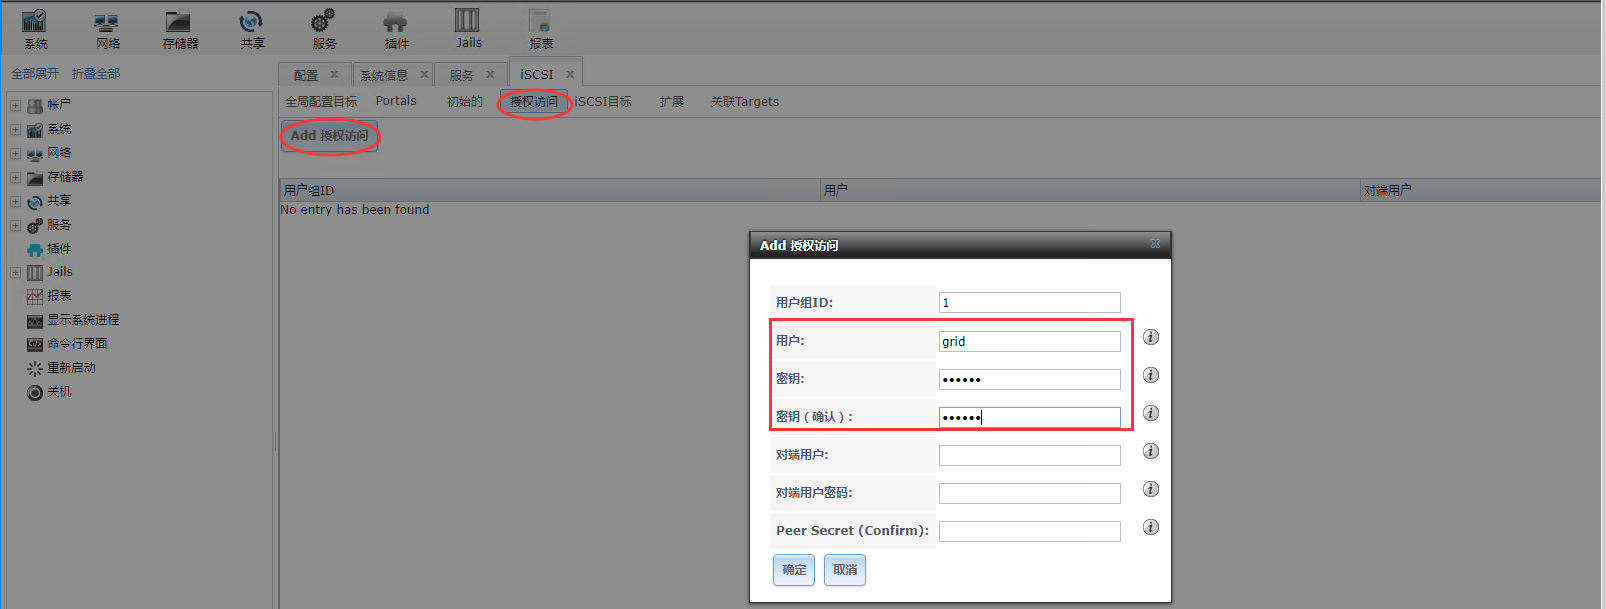 系统 网络 存储器 共享 服务 插件 Jails 报表
全部展开 折叠全部
帐户
系统
网络
存储器
共享
服务
插件
Jails
报表
显示系统进程
命令行界面
重新启动
关机
配置 系统信息 服务 iSCSI
全局配置目标 Portals 初始的 授权访问 iSCSI目标 扩展 关联Targets
Add 授权访问
用户组ID 用户 对端用户
No entry has been found
Add 授权访问
用户组ID: 1
用户: grid
密钥: ••••••
密钥 ( 确认 ) : ••••••
对端用户:
对端用户密码:
Peer Secret (Confirm):
确定 取消